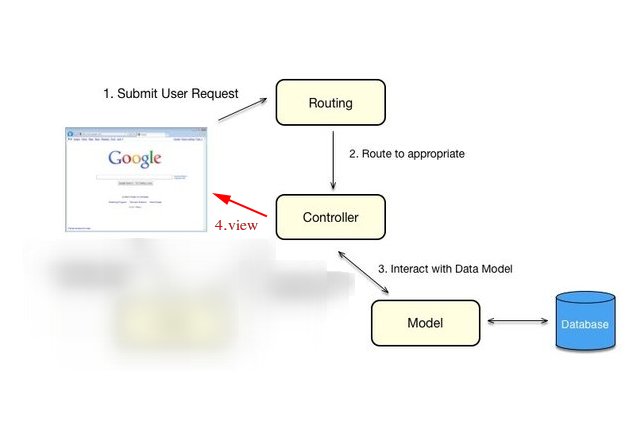 1. Submit User Request
Routing
2. Route to appropriate
Google
Controller
4.view
3. Interact with Data Model
Model
Database